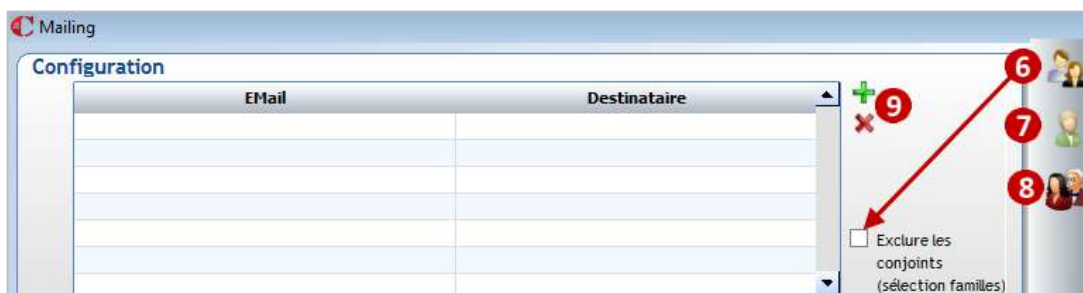 Mailing
Configuration
EMail Destinataire
6
9
7
8
Exclure les
conjoints
(sélection familles)